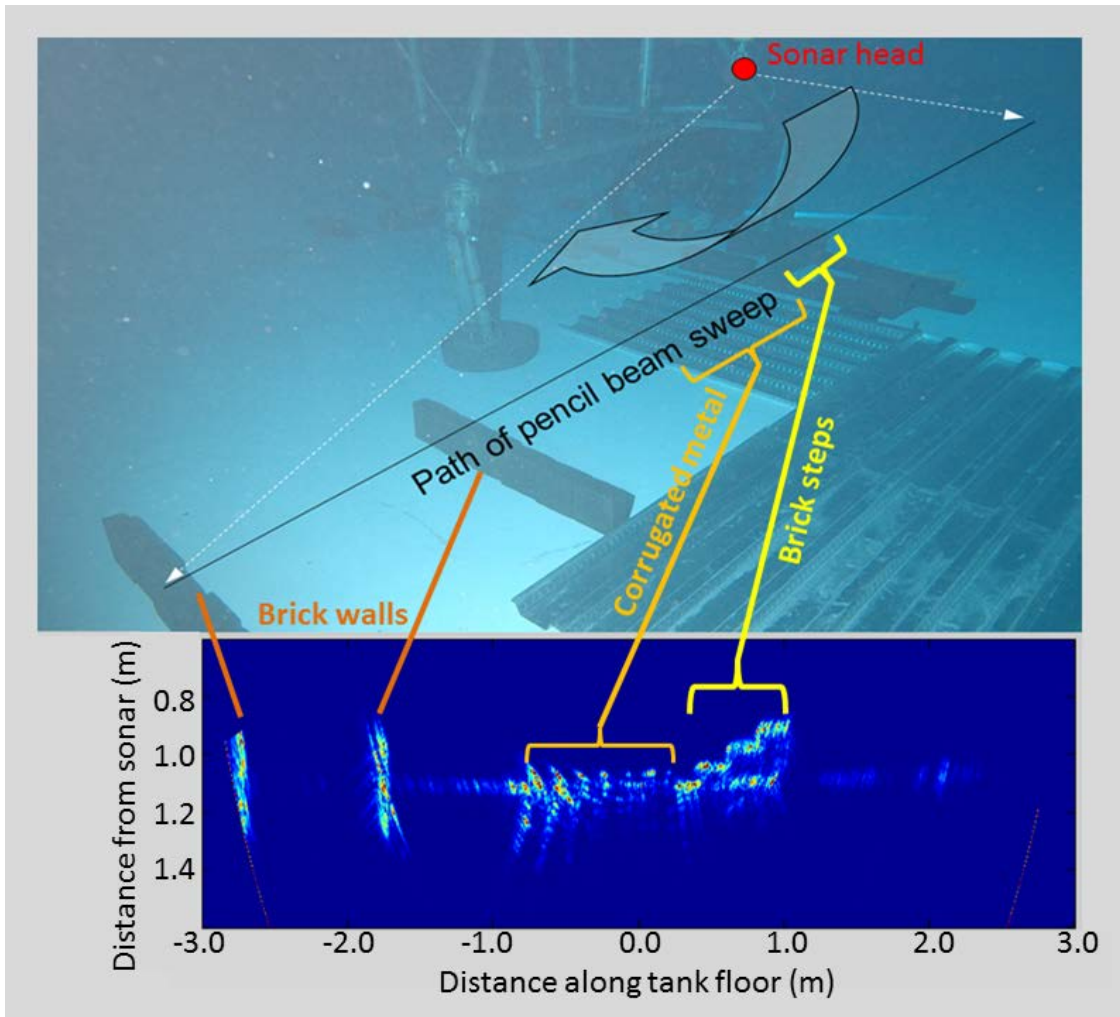 Sonar head
Path of pencil beam sweep
Corrugated metal
Brick steps
Brick walls
Distance from sonar (m)
0.8
1.0
1.2
1.4
-3.0 -2.0 -1.0 0.0 1.0 2.0 3.0
Distance along tank floor (m)